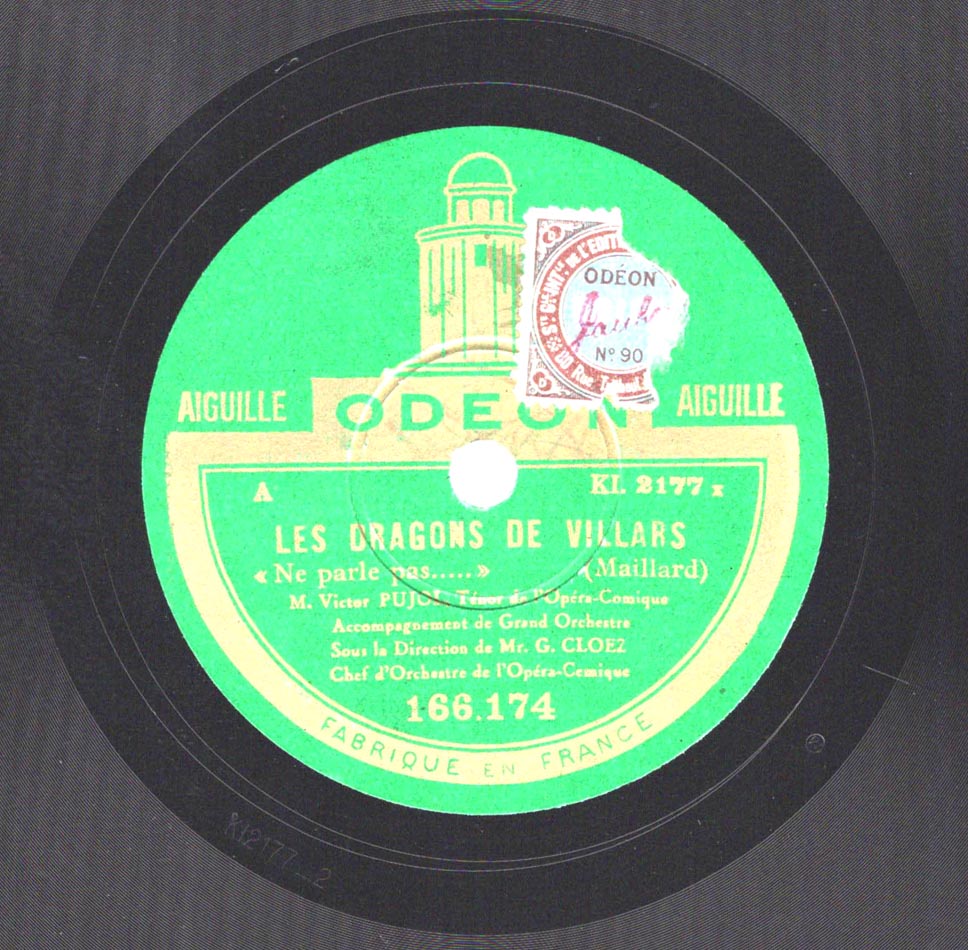 ODÉON
Nº 90
AIGUILLE
AIGUILLE
ODEON
A
KI. 2177 x
LES DRAGONS DE VILLARS
« Ne parle pas..... » (Maillard)
M. Victor PUJOL, Ténor de l'Opéra-Comique
Accompagnement de Grand Orchestre
Sous la Direction de Mr. G. CLOEZ
Chef d'Orchestre de l'Opéra-Comique
166.174
FABRIQUE EN FRANCE
KI2177_2